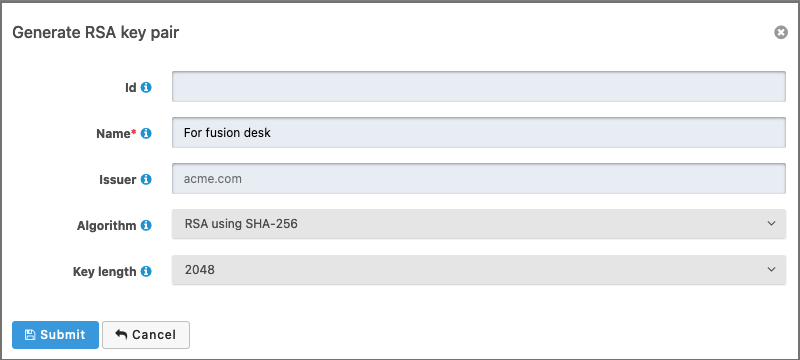 Generate RSA key pair
Id
Name* For fusion desk
Issuer acme.com
Algorithm RSA using SHA-256
Key length 2048
Submit Cancel